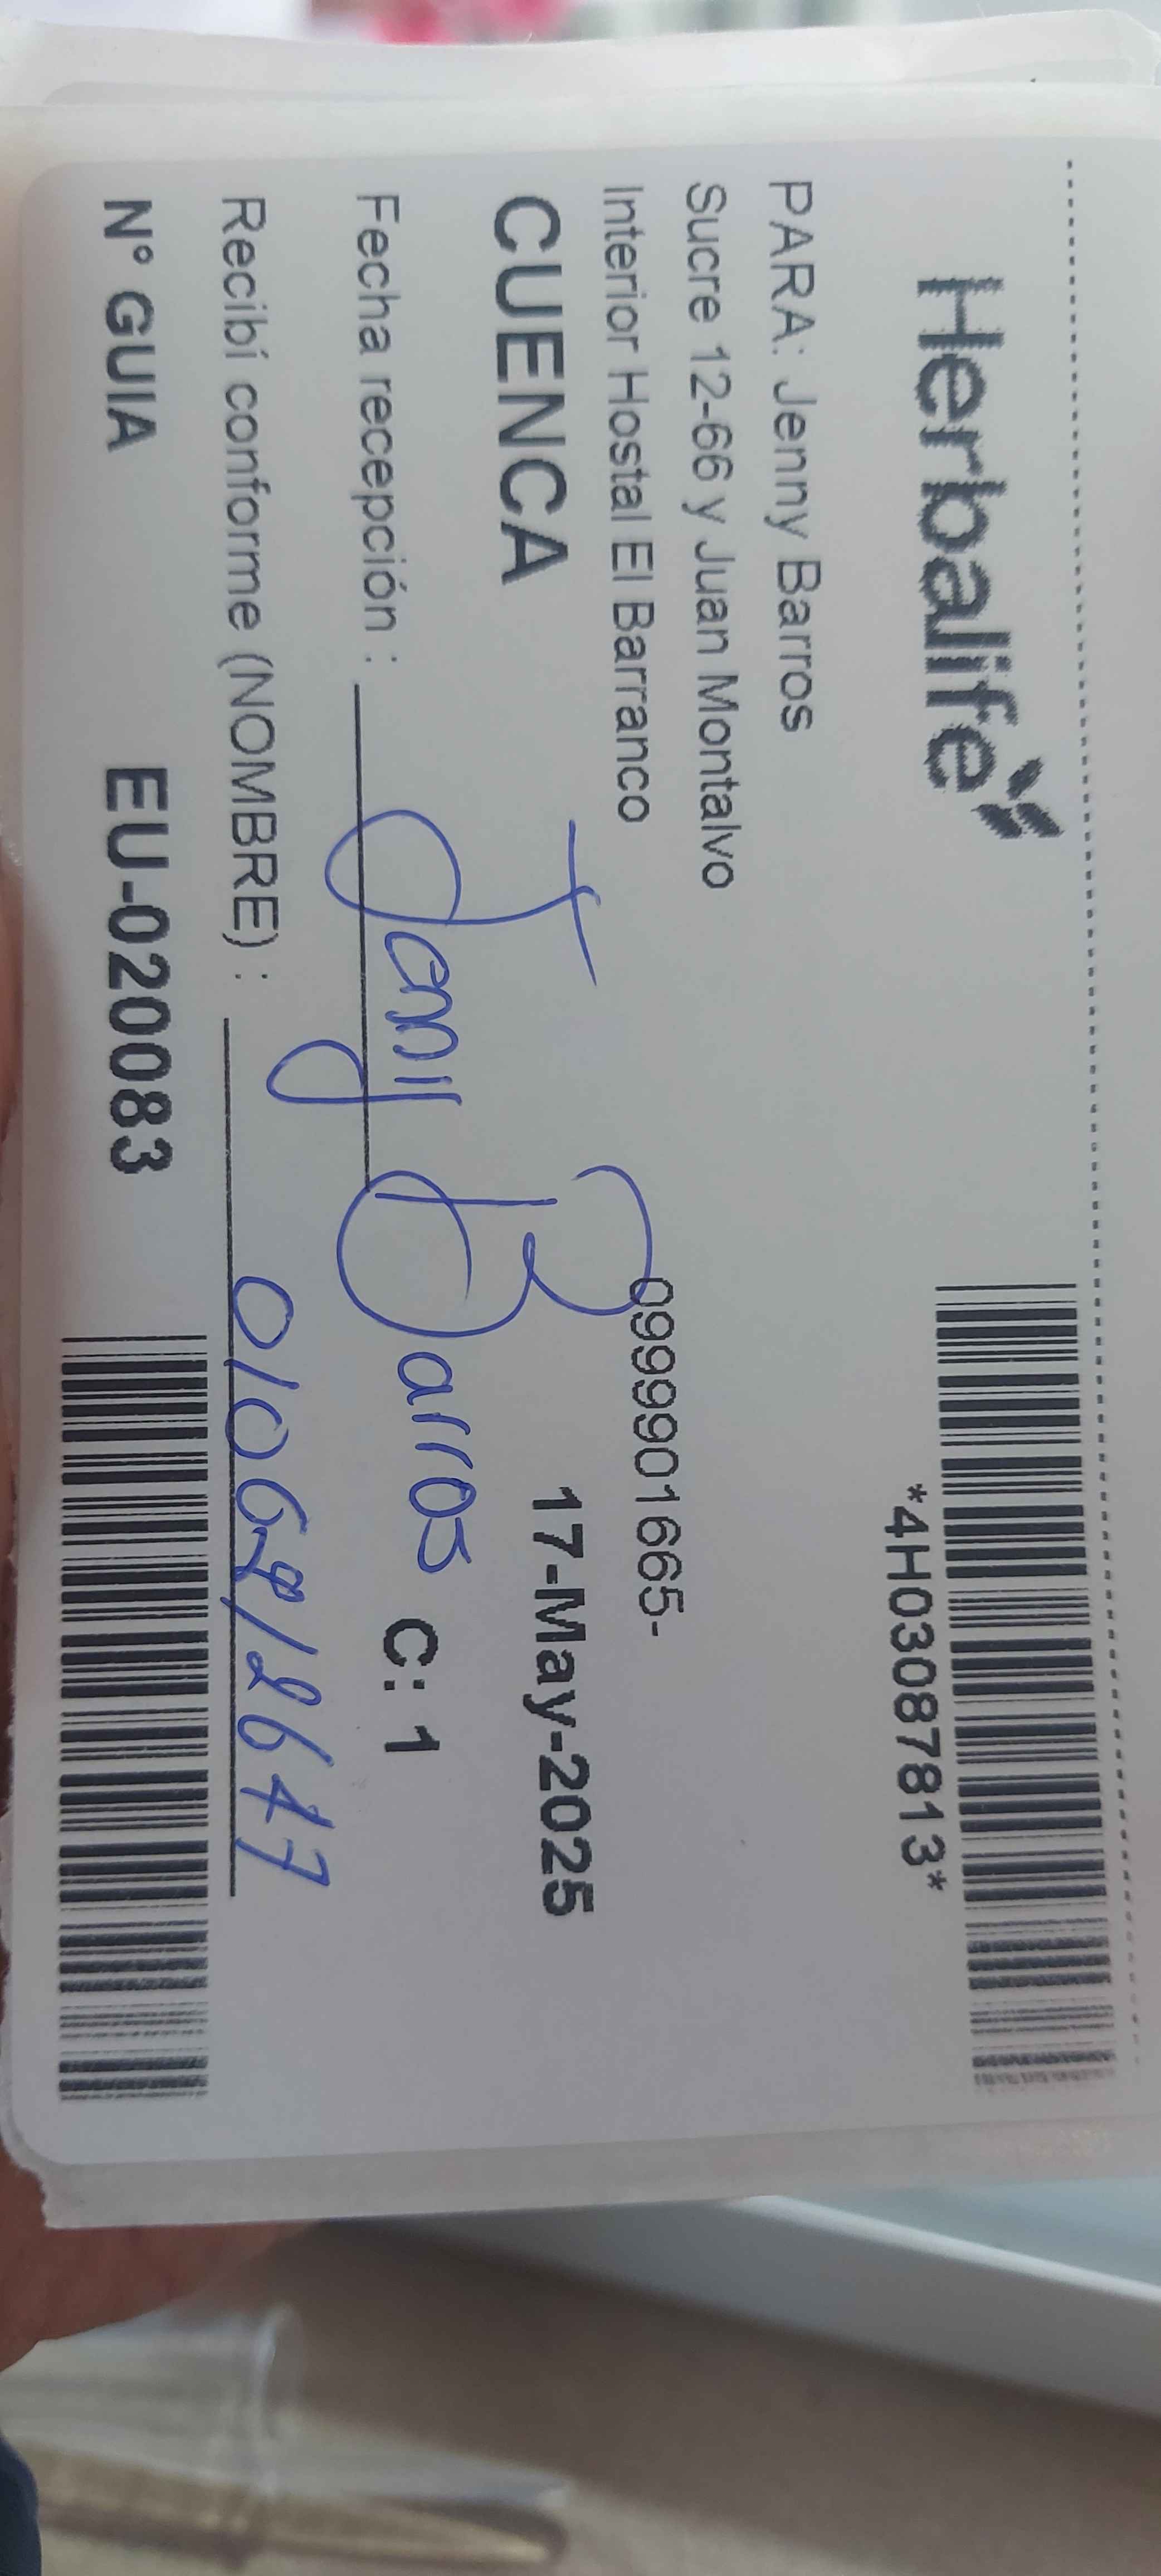 Herbalife
*4H03087813*
PARA: Jenny Barros
Sucre 12-66 y Juan Montalvo
Interior Hostal El Barranco
0999901665-
CUENCA
17-May-2025
Fecha recepción :
Jenny Barros
C: 1
Recibí conforme (NOMBRE) :
N° GUIA
EU-020083